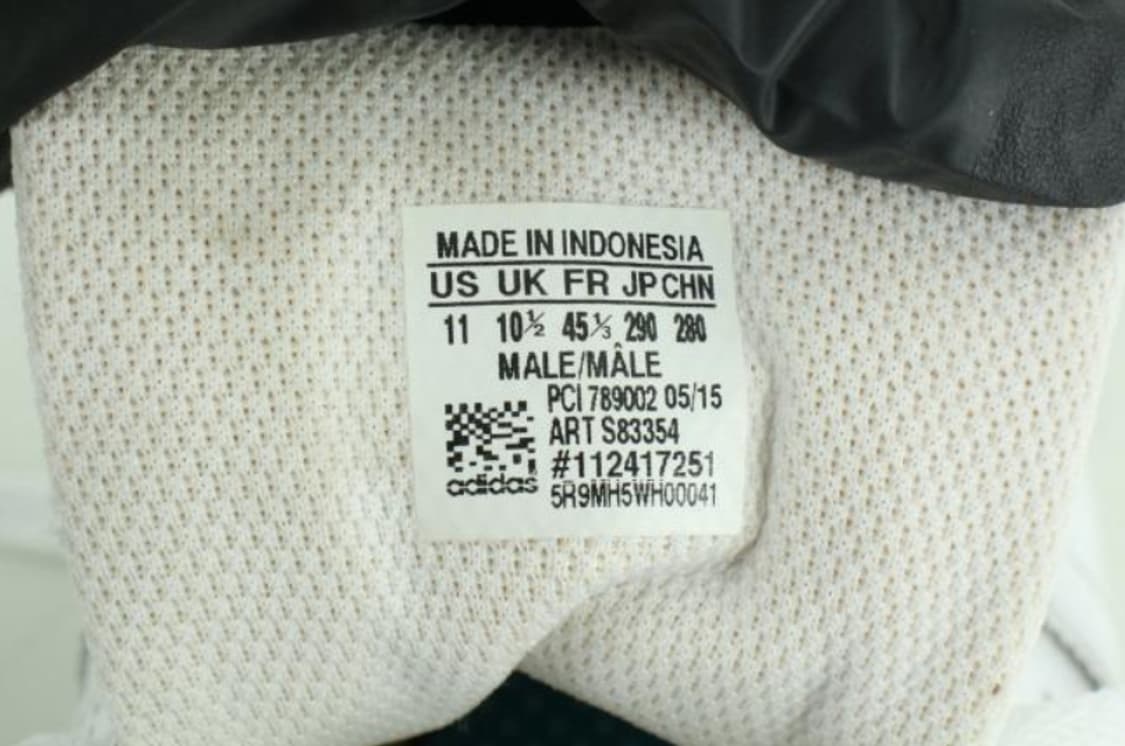 MADE IN INDONESIA
US UK FR JP CHN
11 10½ 45⅓ 290 280
MALE/MÂLE
PCI 789002 05/15
ART S83354
#112417251
adidas 5R9MH5WH00041